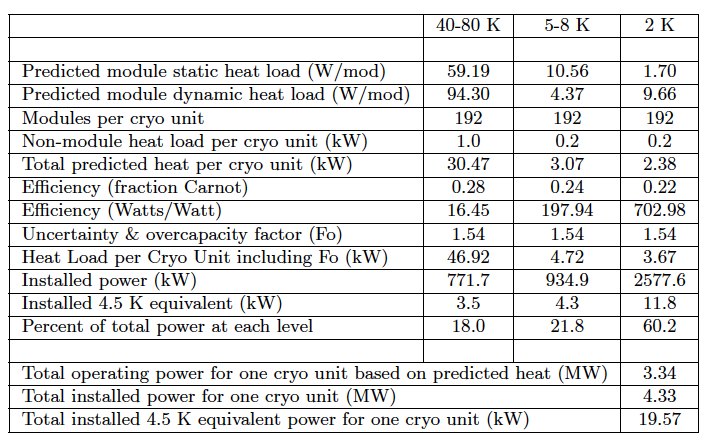 40-80 K 5-8 K 2 K
Predicted module static heat load (W/mod) 59.19 10.56 1.70
Predicted module dynamic heat load (W/mod) 94.30 4.37 9.66
Modules per cryo unit 192 192 192
Non-module heat load per cryo unit (kW) 1.0 0.2 0.2
Total predicted heat per cryo unit (kW) 30.47 3.07 2.38
Efficiency (fraction Carnot) 0.28 0.24 0.22
Efficiency (Watts/Watt) 16.45 197.94 702.98
Uncertainty & overcapacity factor (Fo) 1.54 1.54 1.54
Heat Load per Cryo Unit including Fo (kW) 46.92 4.72 3.67
Installed power (kW) 771.7 934.9 2577.6
Installed 4.5 K equivalent (kW) 3.5 4.3 11.8
Percent of total power at each level 18.0 21.8 60.2
Total operating power for one cryo unit based on predicted heat (MW) 3.34
Total installed power for one cryo unit (MW) 4.33
Total installed 4.5 K equivalent power for one cryo unit (kW) 19.57